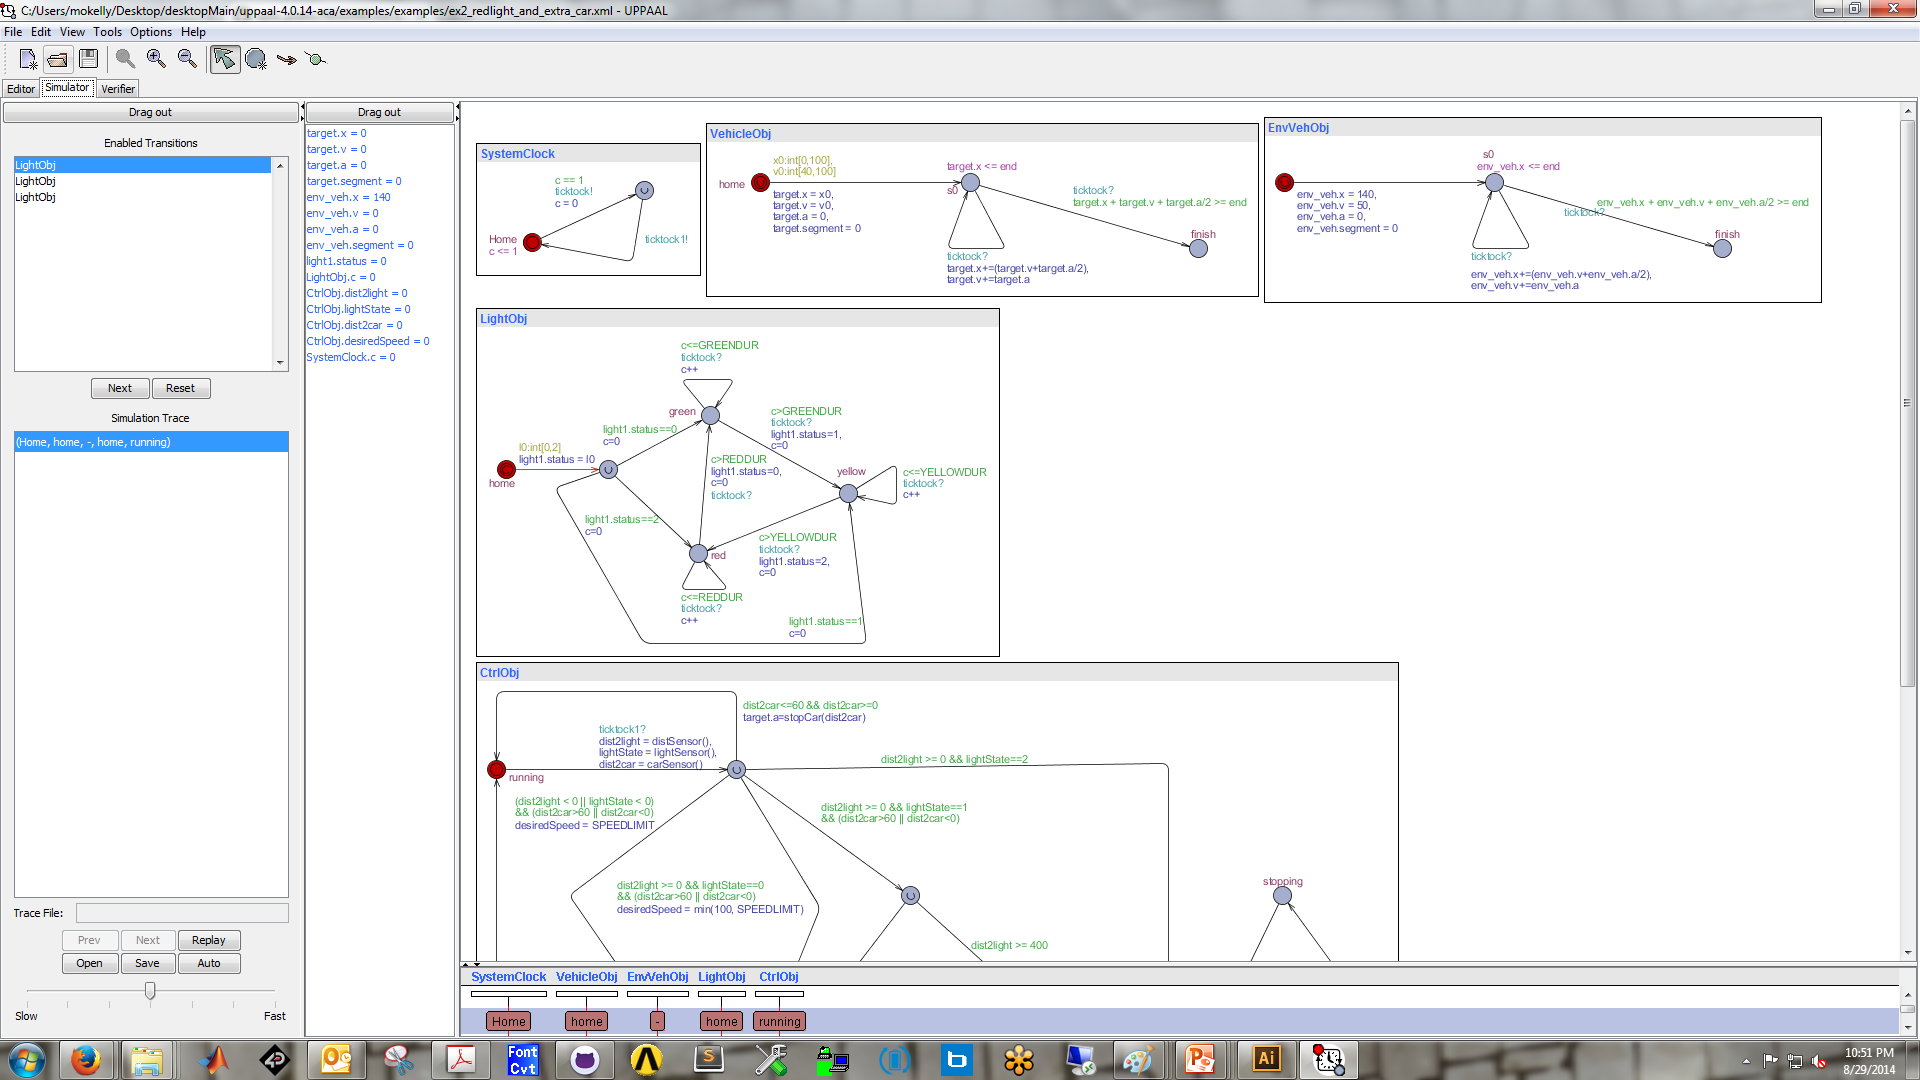 C:/Users/mokelly/Desktop/desktopMain/uppaal-4.0.14-aca/examples/examples/ex2_redlight_and_extra_car.xml - UPPAAL
File Edit View Tools Options Help
Editor Simulator Verifier
Drag out
Enabled Transitions
LightObj
LightObj
LightObj
Next Reset
Simulation Trace
(Home, home, -, home, running)
Trace File:
Prev Next Replay
Open Save Auto
Slow Fast
Drag out
target.x = 0
target.v = 0
target.a = 0
target.segment = 0
env_veh.x = 140
env_veh.v = 0
env_veh.a = 0
env_veh.segment = 0
light1.status = 0
LightObj.c = 0
CtrlObj.dist2light = 0
CtrlObj.lightState = 0
CtrlObj.dist2car = 0
CtrlObj.desiredSpeed = 0
SystemClock.c = 0
SystemClock
c == 1
ticktock!
c = 0
Home
c <= 1
ticktock1!
VehicleObj
x0:int[0,100],
v0:int[40,100]
home
target.x = x0,
target.v = v0,
target.a = 0,
target.segment = 0
target.x <= end
s0
ticktock?
target.x + target.v + target.a/2 >= end
finish
ticktock?
target.x+=(target.v+target.a/2),
target.v+=target.a
EnvVehObj
s0
env_veh.x <= end
env_veh.x = 140,
env_veh.v = 50,
env_veh.a = 0,
env_veh.segment = 0
env_veh.x + env_veh.v + env_veh.a/2 >= end
ticktock?
finish
ticktock?
env_veh.x+=(env_veh.v+env_veh.a/2),
env_veh.v+=env_veh.a
LightObj
c<=GREENDUR
ticktock?
c++
green
c>GREENDUR
ticktock?
light1.status=1,
c=0
light1.status==0
c=0
l0:int[0,2]
light1.status = l0
home
c>REDDUR
light1.status=0,
c=0
ticktock?
yellow
c<=YELLOWDUR
ticktock?
c++
light1.status==2
c=0
c>YELLOWDUR
ticktock?
light1.status=2,
c=0
red
c<=REDDUR
ticktock?
c++
light1.status==1
c=0
CtrlObj
dist2car<=60 && dist2car>=0
target.a=stopCar(dist2car)
ticktock1?
dist2light = distSensor(),
lightState = lightSensor(),
dist2car = carSensor()
running
dist2light >= 0 && lightState==2
(dist2light < 0 || lightState < 0)
&& (dist2car>60 || dist2car<0)
desiredSpeed = SPEEDLIMIT
dist2light >= 0 && lightState==1
&& (dist2car>60 || dist2car<0)
dist2light >= 0 && lightState==0
&& (dist2car>60 || dist2car<0)
desiredSpeed = min(100, SPEEDLIMIT)
stopping
dist2light >= 400
SystemClock VehicleObj EnvVehObj LightObj CtrlObj
Home home - home running
Font
Cvt
S
b
Ai
10:51 PM
8/29/2014